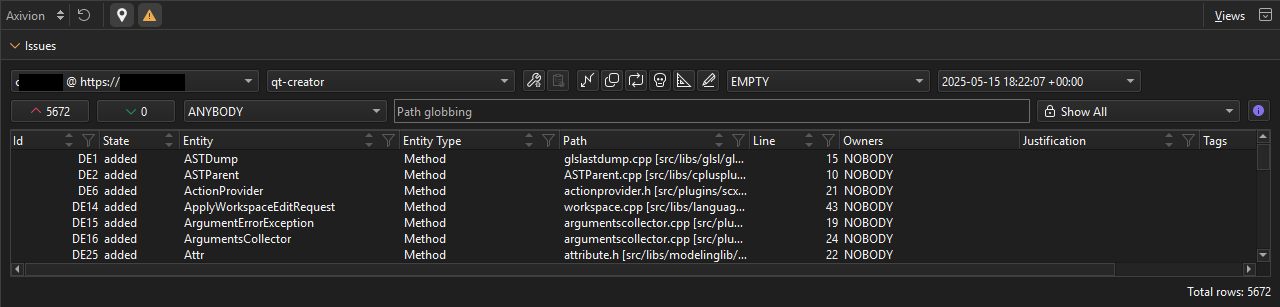 Axivion Views
Issues
@ https:// qt-creator EMPTY 2025-05-15 18:22:07 +00:00
5672 0 ANYBODY Path globbing Show All
Id State Entity Entity Type Path Line Owners Justification Tags
DE1 added ASTDump Method glslastdump.cpp [src/libs/glsl/gl... 15 NOBODY
DE2 added ASTParent Method ASTParent.cpp [src/libs/cplusplu... 10 NOBODY
DE6 added ActionProvider Method actionprovider.h [src/plugins/scx... 21 NOBODY
DE14 added ApplyWorkspaceEditRequest Method workspace.cpp [src/libs/languag... 43 NOBODY
DE15 added ArgumentErrorException Method argumentscollector.cpp [src/plu... 19 NOBODY
DE16 added ArgumentsCollector Method argumentscollector.cpp [src/plu... 24 NOBODY
DE25 added Attr Method attribute.h [src/libs/modelinglib/... 22 NOBODY
Total rows: 5672